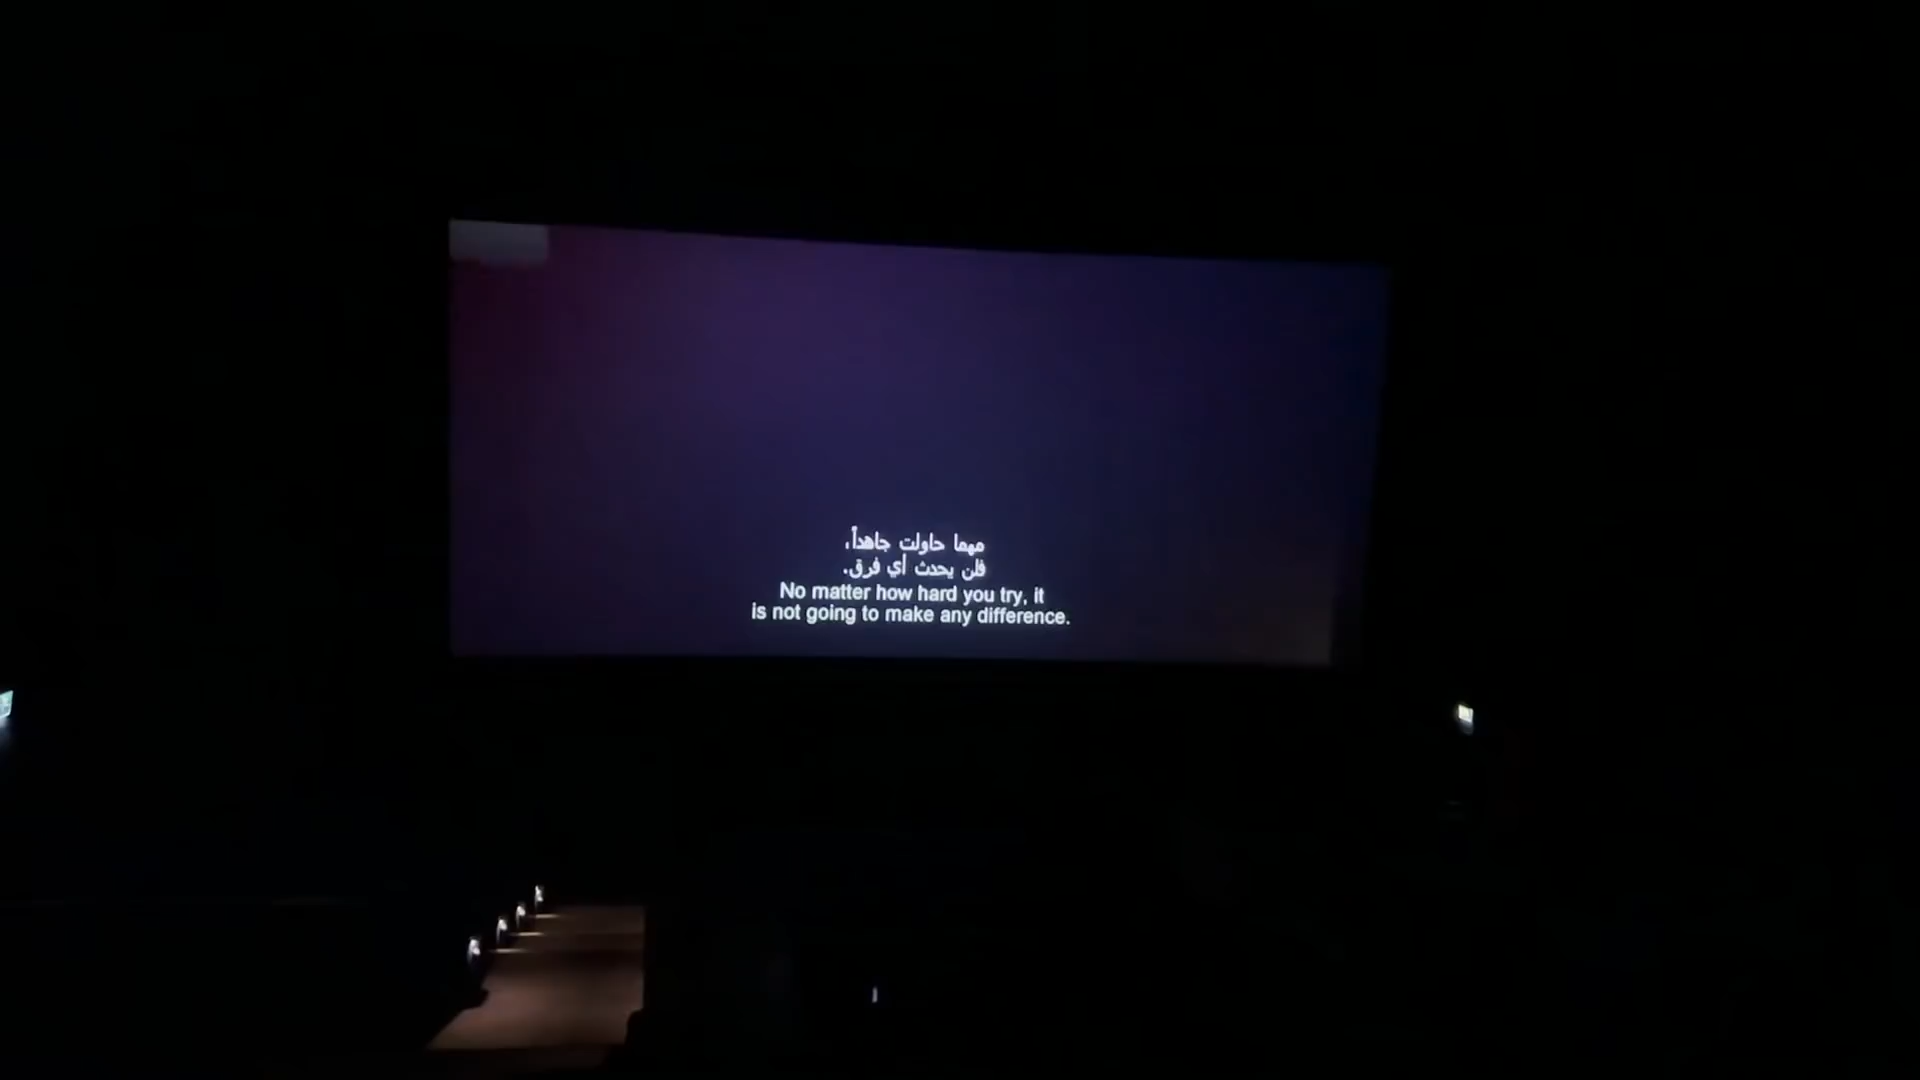 مهما حاولت جاهداً،
فلن يحدث أي فرق.
No matter how hard you try, it
is not going to make any difference.